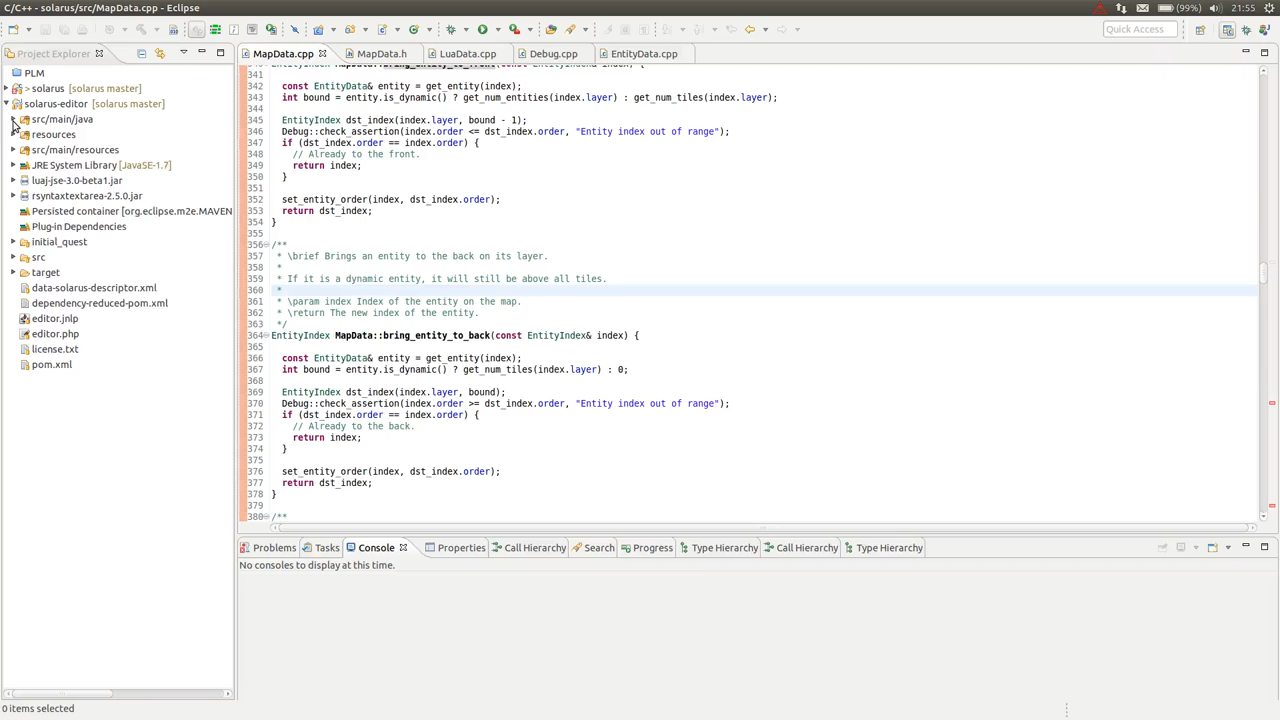 C/C++ - solarus/src/MapData.cpp - Eclipse
(99%)
21:55
Quick Access
Project Explorer
MapData.cpp
MapData.h
LuaData.cpp
Debug.cpp
EntityData.cpp
PLM
> solarus [solarus master]
solarus-editor [solarus master]
src/main/java
resources
src/main/resources
JRE System Library [JavaSE-1.7]
luaj-jse-3.0-beta1.jar
rsyntaxtextarea-2.5.0.jar
Persisted container [org.eclipse.m2e.MAVEN
Plug-in Dependencies
initial_quest
src
target
data-solarus-descriptor.xml
dependency-reduced-pom.xml
editor.jnlp
editor.php
license.txt
pom.xml
EntityIndex MapData::bring_entity_to_front(const EntityIndex& index) {
341
342 const EntityData& entity = get_entity(index);
343 int bound = entity.is_dynamic() ? get_num_entities(index.layer) : get_num_tiles(index.layer);
344
345 EntityIndex dst_index(index.layer, bound - 1);
346 Debug::check_assertion(index.order <= dst_index.order, "Entity index out of range");
347 if (dst_index.order == index.order) {
348 // Already to the front.
349 return index;
350 }
351
352 set_entity_order(index, dst_index.order);
353 return dst_index;
354 }
355
356 /**
357 * \brief Brings an entity to the back on its layer.
358 *
359 * If it is a dynamic entity, it will still be above all tiles.
360 *
361 * \param index Index of the entity on the map.
362 * \return The new index of the entity.
363 */
364 EntityIndex MapData::bring_entity_to_back(const EntityIndex& index) {
365
366 const EntityData& entity = get_entity(index);
367 int bound = entity.is_dynamic() ? get_num_tiles(index.layer) : 0;
368
369 EntityIndex dst_index(index.layer, bound);
370 Debug::check_assertion(index.order >= dst_index.order, "Entity index out of range");
371 if (dst_index.order == index.order) {
372 // Already to the back.
373 return index;
374 }
375
376 set_entity_order(index, dst_index.order);
377 return dst_index;
378 }
379
380 /**
Problems
Tasks
Console
Properties
Call Hierarchy
Search
Progress
Type Hierarchy
Call Hierarchy
Type Hierarchy
No consoles to display at this time.
0 items selected